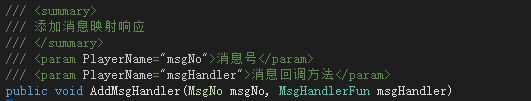 /// <summary>
/// 添加消息映射响应
/// </summary>
/// <param PlayerName="msgNo">消息号</param>
/// <param PlayerName="msgHandler">消息回调方法</param>
public void AddMsgHandler(MsgNo msgNo, MsgHandlerFun msgHandler)